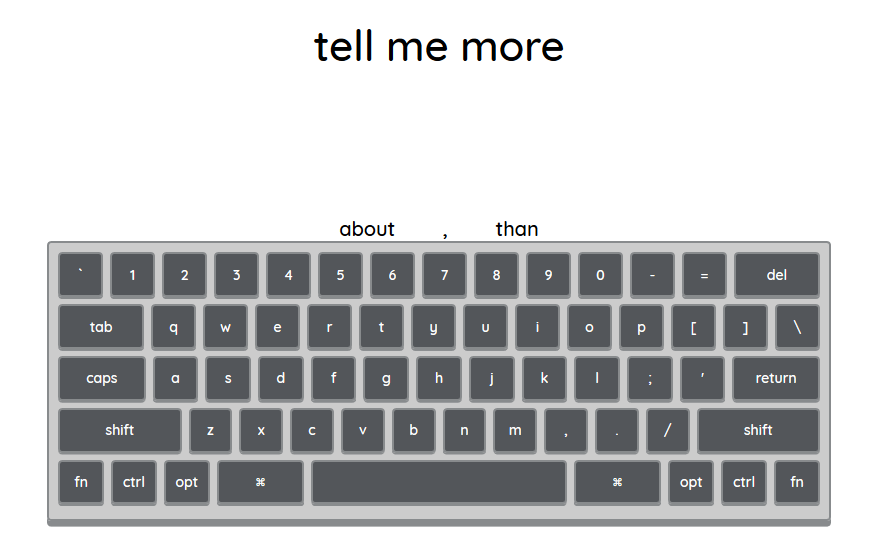 tell me more
about , than
` 1 2 3 4 5 6 7 8 9 0 - = del
tab q w e r t y u i o p [ ] \
caps a s d f g h j k l ; ' return
shift z x c v b n m , . / shift
fn ctrl opt ⌘ ⌘ opt ctrl fn